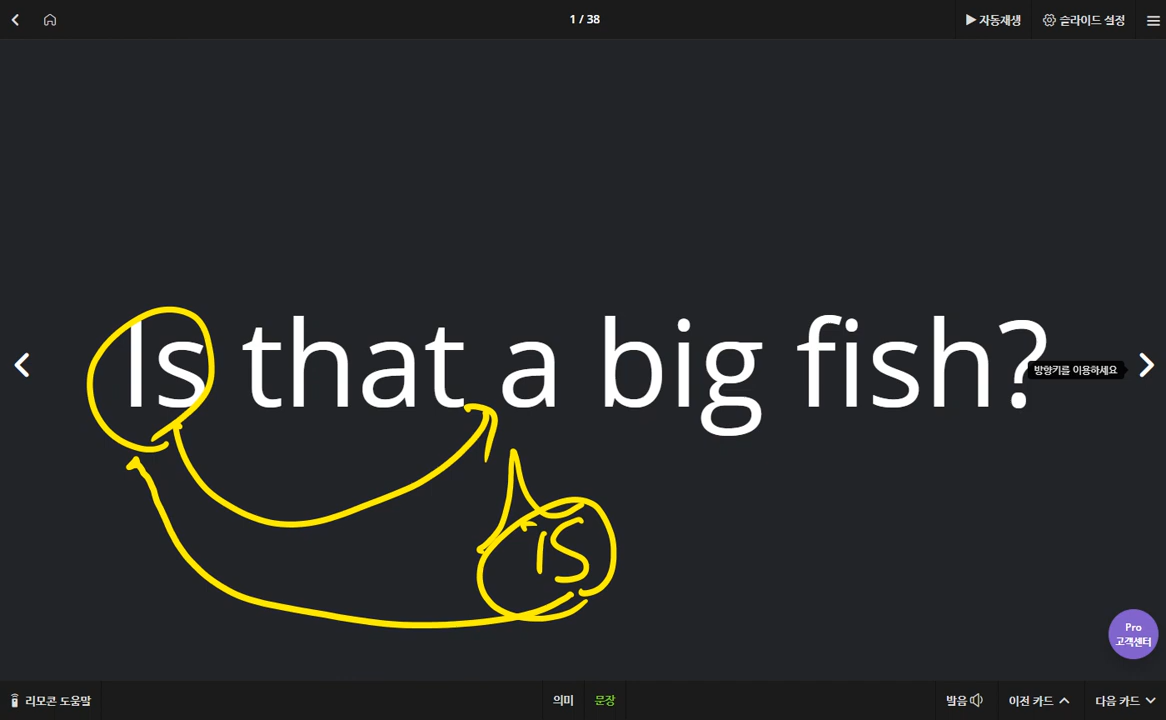 1 / 38
자동재생
슬라이드 설정
Is that a big fish?
방향키를 이용하세요
is
Pro
고객센터
리모콘 도움말
의미
문장
발음
이전 카드
다음 카드